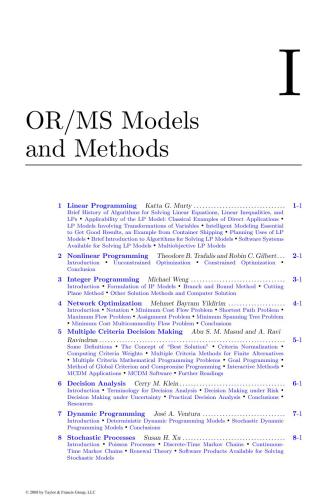 I
OR/MS Models
and Methods
1 Linear Programming Katta G. Murty ................................ 1-1
Brief History of Algorithms for Solving Linear Equations, Linear Inequalities, and
LPs • Applicability of the LP Model: Classical Examples of Direct Applications •
LP Models Involving Transformations of Variables • Intelligent Modeling Essential
to Get Good Results, an Example from Container Shipping • Planning Uses of LP
Models • Brief Introduction to Algorithms for Solving LP Models • Software Systems
Available for Solving LP Models • Multiobjective LP Models
2 Nonlinear Programming Theodore B. Trafalis and Robin C. Gilbert... 2-1
Introduction • Unconstrained Optimization • Constrained Optimization •
Conclusion
3 Integer Programming Michael Weng ................................ 3-1
Introduction • Formulation of IP Models • Branch and Bound Method • Cutting
Plane Method • Other Solution Methods and Computer Solution
4 Network Optimization Mehmet Bayram Yildirim .................... 4-1
Introduction • Notation • Minimum Cost Flow Problem • Shortest Path Problem •
Maximum Flow Problem • Assignment Problem • Minimum Spanning Tree Problem
• Minimum Cost Multicommodity Flow Problem • Conclusions
5 Multiple Criteria Decision Making Abu S. M. Masud and A. Ravi
Ravindran ........................................................ 5-1
Some Definitions • The Concept of "Best Solution" • Criteria Normalization •
Computing Criteria Weights • Multiple Criteria Methods for Finite Alternatives
• Multiple Criteria Mathematical Programming Problems • Goal Programming •
Method of Global Criterion and Compromise Programming • Interactive Methods •
MCDM Applications • MCDM Software • Further Readings
6 Decision Analysis Cerry M. Klein ................................ 6-1
Introduction • Terminology for Decision Analysis • Decision Making under Risk •
Decision Making under Uncertainty • Practical Decision Analysis • Conclusions •
Resources
7 Dynamic Programming José A. Ventura ............................ 7-1
Introduction • Deterministic Dynamic Programming Models • Stochastic Dynamic
Programming Models • Conclusions
8 Stochastic Processes Susan H. Xu ................................ 8-1
Introduction • Poisson Processes • Discrete-Time Markov Chains • Continuous-
Time Markov Chains • Renewal Theory • Software Products Available for Solving
Stochastic Models
© 2008 by Taylor & Francis Group, LLC